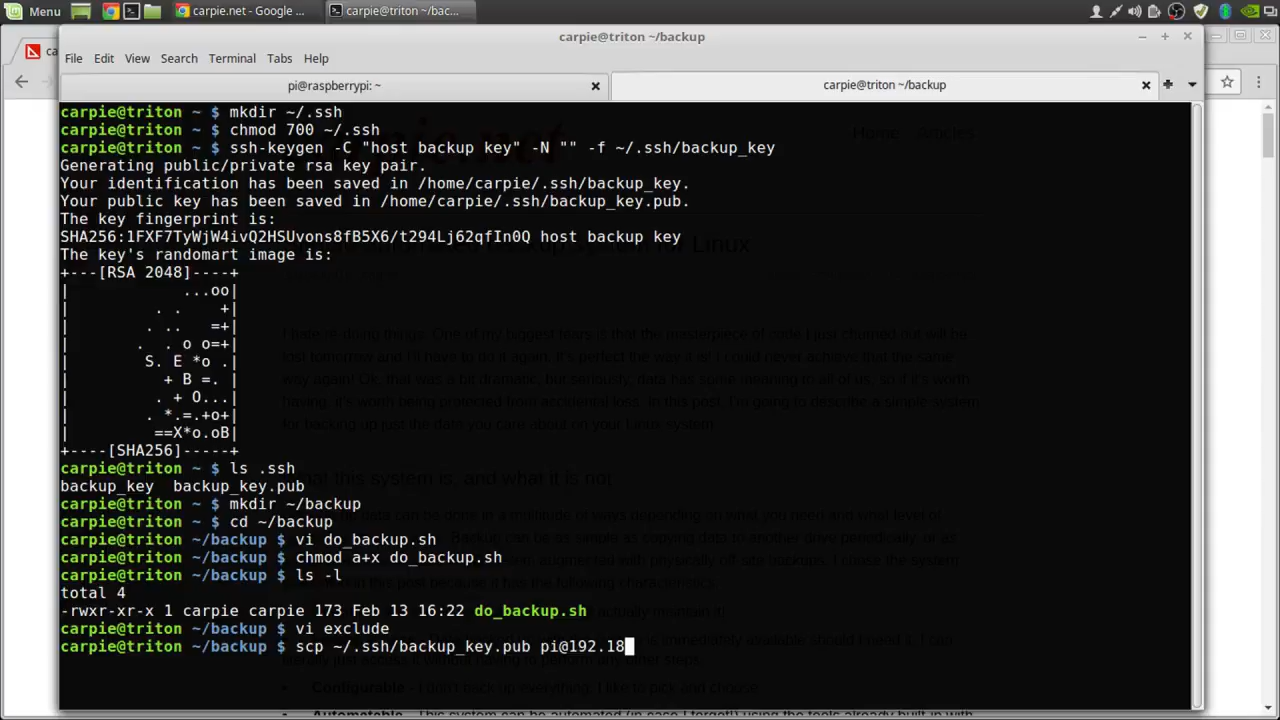 Menu
carpie.net - Google ...
carpie@triton ~/bac...
ca
carpie@triton ~/backup
File Edit View Search Terminal Tabs Help
pi@raspberrypi: ~
carpie@triton ~/backup
carpie@triton ~ $ mkdir ~/.ssh
carpie@triton ~ $ chmod 700 ~/.ssh
carpie@triton ~ $ ssh-keygen -C "host backup key" -N "" -f ~/.ssh/backup_key
Generating public/private rsa key pair.
Your identification has been saved in /home/carpie/.ssh/backup_key.
Your public key has been saved in /home/carpie/.ssh/backup_key.pub.
The key fingerprint is:
SHA256:1FXF7TyWjW4ivQ2HSUvons8fB5X6/t294Lj62qfIn0Q host backup key
The key's randomart image is:
+---[RSA 2048]----+
|             ...oo|
|          . .    +|
|         . ..   =+|
|        .  . o o=+|
|         S. E *o .|
|           + B =. |
|          . + O...|
|         . *.=.+o+|
|          ==X*o.oB|
+----[SHA256]-----+
carpie@triton ~ $ ls .ssh
backup_key  backup_key.pub
carpie@triton ~ $ mkdir ~/backup
carpie@triton ~ $ cd ~/backup
carpie@triton ~/backup $ vi do_backup.sh
carpie@triton ~/backup $ chmod a+x do_backup.sh
carpie@triton ~/backup $ ls -l
total 4
-rwxr-xr-x 1 carpie carpie 173 Feb 13 16:22 do_backup.sh
carpie@triton ~/backup $ vi exclude
carpie@triton ~/backup $ scp ~/.ssh/backup_key.pub pi@192.18